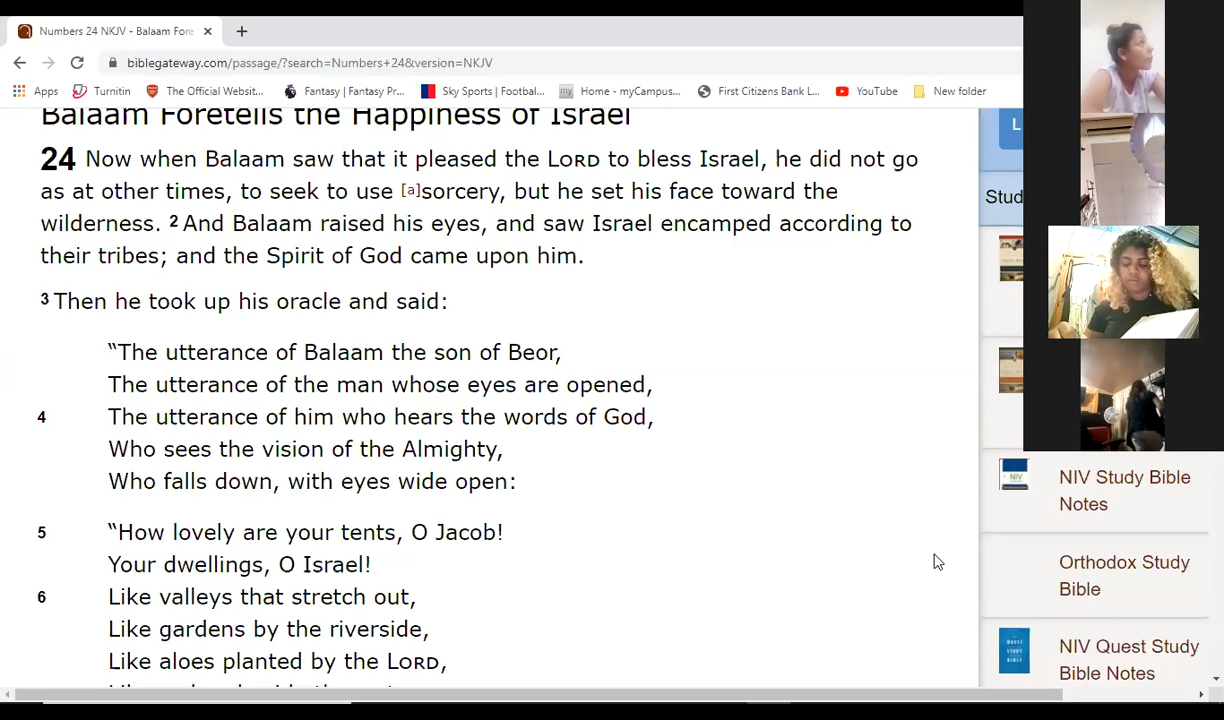 Numbers 24 NKJV - Balaam Fore
biblegateway.com/passage/?search=Numbers+24&version=NKJV
Apps Turnitin The Official Website... Fantasy | Fantasy Pr... Sky Sports | Footbal... my Home - myCampus... First Citizens Bank L... YouTube New folder
Balaam Foretells the Happiness of Israel
24 Now when Balaam saw that it pleased the LORD to bless Israel, he did not go
as at other times, to seek to use [a]sorcery, but he set his face toward the
wilderness. 2 And Balaam raised his eyes, and saw Israel encamped according to
their tribes; and the Spirit of God came upon him.
3 Then he took up his oracle and said:
“The utterance of Balaam the son of Beor,
The utterance of the man whose eyes are opened,
4 The utterance of him who hears the words of God,
Who sees the vision of the Almighty,
Who falls down, with eyes wide open:
5 “How lovely are your tents, O Jacob!
Your dwellings, O Israel!
6 Like valleys that stretch out,
Like gardens by the riverside,
Like aloes planted by the LORD,
L
Stud
NIV Study Bible
Notes
Orthodox Study
Bible
NIV Quest Study
Bible Notes